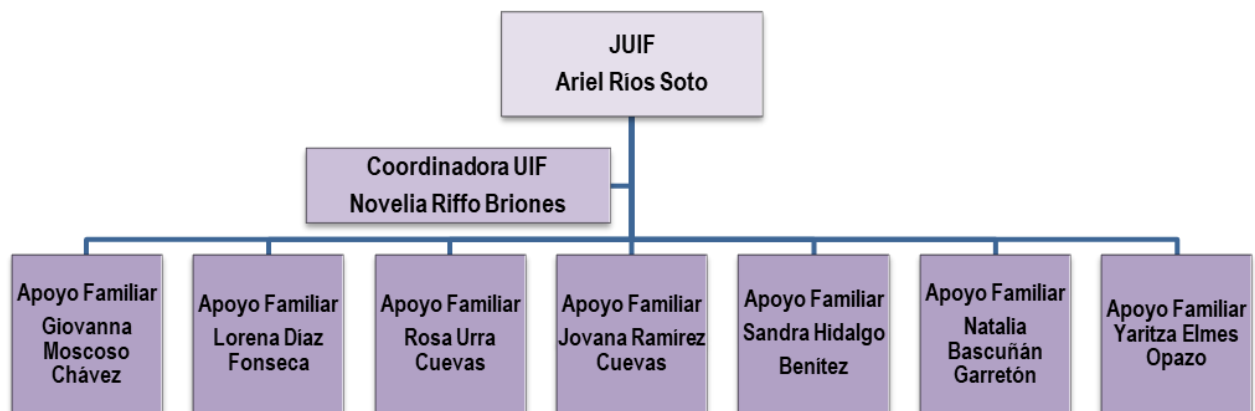 JUIF
Ariel Ríos Soto
Coordinadora UIF
Novelia Riffo Briones
Apoyo Familiar
Giovanna
Moscoso
Chávez
Apoyo Familiar
Lorena Díaz
Fonseca
Apoyo Familiar
Rosa Urra
Cuevas
Apoyo Familiar
Jovana Ramírez
Cuevas
Apoyo Familiar
Sandra Hidalgo
Benítez
Apoyo Familiar
Natalia
Bascuñán
Garretón
Apoyo Familiar
Yaritza Elmes
Opazo